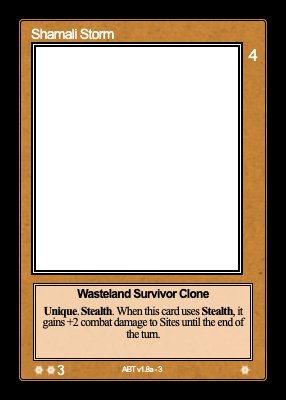 Shamali Storm
4
Wasteland Survivor Clone
Unique. Stealth. When this card uses Stealth, it
gains +2 combat damage to Sites until the end of
the turn.
3
ABT v1.8a - 3